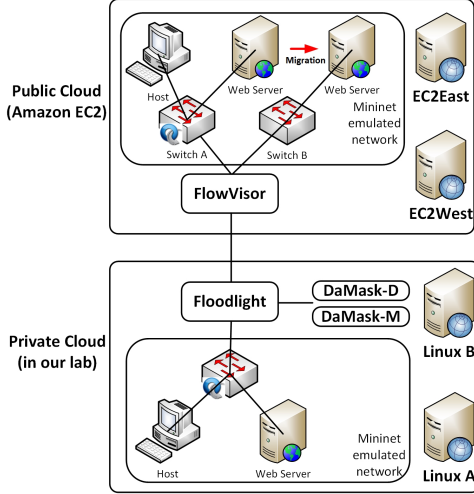 Public Cloud
(Amazon EC2)
Host
Web Server
Migration
Web Server
Mininet
emulated
network
Switch A
Switch B
EC2East
EC2West
FlowVisor
Private Cloud
(in our lab)
Floodlight
DaMask-D
DaMask-M
Linux B
Host
Web Server
Mininet
emulated
network
Linux A